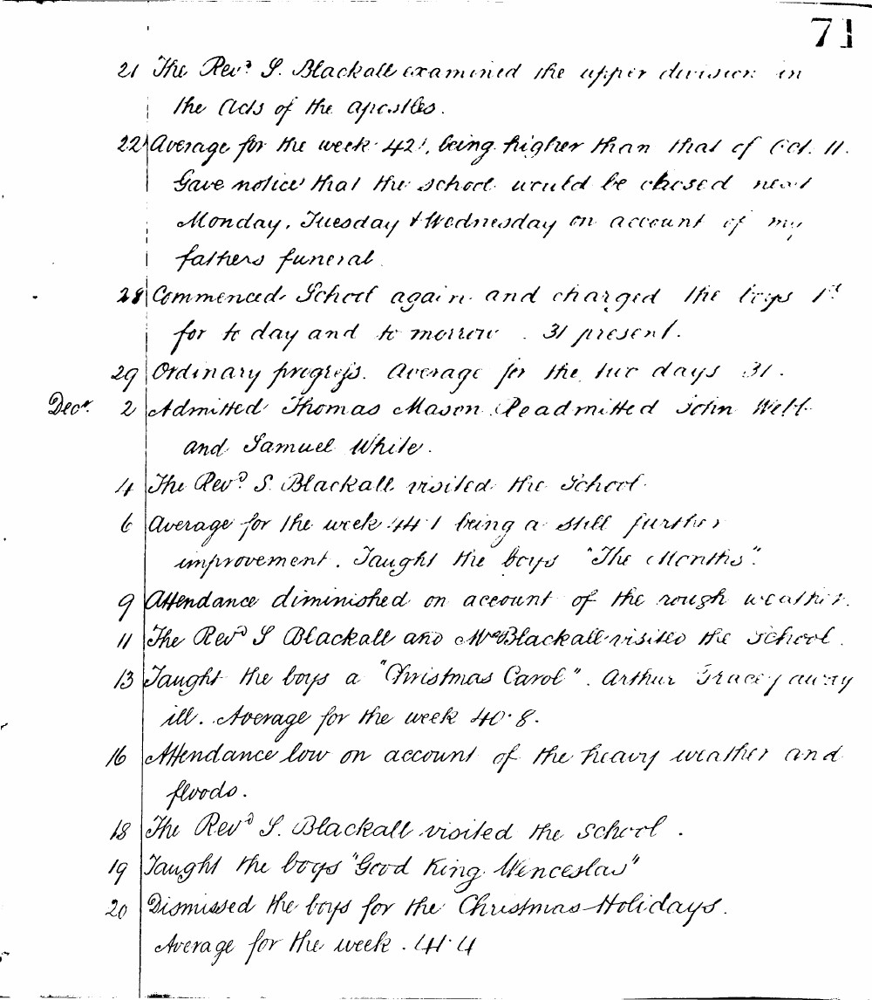 71
21 The Revd S. Blackall examined the upper division in
the Acts of the apostles.
22 Average for the week 42·1, being higher than that of Oct. 11.
Gave notice that the school would be closed next
Monday, Tuesday & Wednesday on account of my
fathers funeral
28 Commenced School again and charged the boys 1d
for to day and to morrow. 31 present.
29 Ordinary progress. Average for the two days 31.
Decr. 2 Admitted Thomas Mason. Readmitted John Webb
and Samuel White.
4 The Revd S. Blackall visited the School.
6 Average for the week 44·1 being a still further
improvement. Taught the boys "The Months".
9 Attendance diminished on account of the rough weather.
11 The Revd S Blackall and Mrs Blackall visited the School.
13 Taught the boys a "Christmas Carol". Arthur Tracey away
ill. Average for the week 40·8.
16 Attendance low on account of the heavy weather and
floods.
18 The Revd S. Blackall visited the School.
19 Taught the boys "Good King Wenceslas"
20 Dismissed the boys for the Christmas Holidays.
Average for the week. 41·4